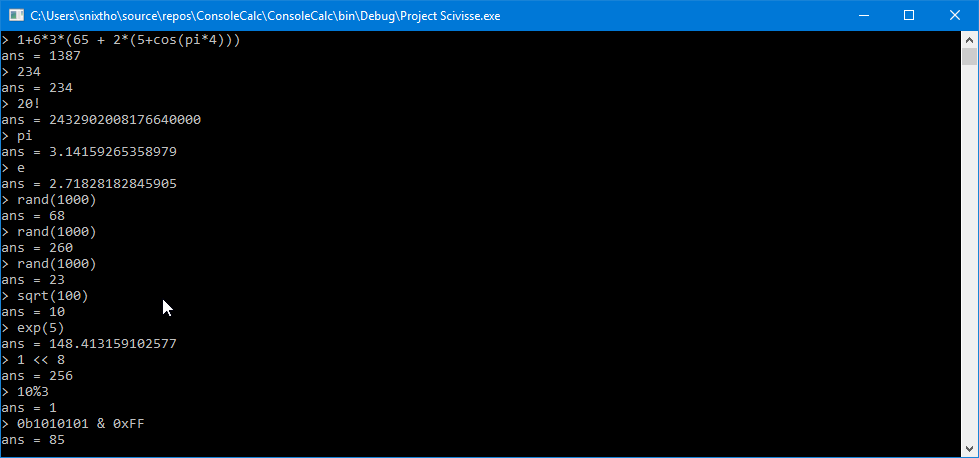 C:\Users\snixtho\source\repos\ConsoleCalc\ConsoleCalc\bin\Debug\Project Scivisse.exe
> 1+6*3*(65 + 2*(5+cos(pi*4)))
ans = 1387
> 234
ans = 234
> 20!
ans = 2432902008176640000
> pi
ans = 3.14159265358979
> e
ans = 2.71828182845905
> rand(1000)
ans = 68
> rand(1000)
ans = 260
> rand(1000)
ans = 23
> sqrt(100)
ans = 10
> exp(5)
ans = 148.413159102577
> 1 << 8
ans = 256
> 10%3
ans = 1
> 0b1010101 & 0xFF
ans = 85